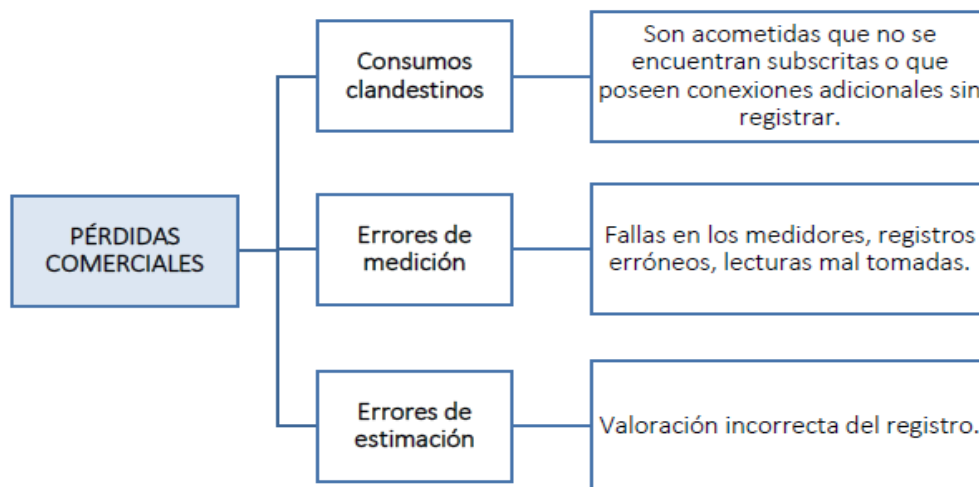 PÉRDIDAS
COMERCIALES
Consumos
clandestinos
Son acometidas que no se
encuentran subscritas o que
poseen conexiones adicionales sin
registrar.
Errores de
medición
Fallas en los medidores, registros
erróneos, lecturas mal tomadas.
Errores de
estimación
Valoración incorrecta del registro.